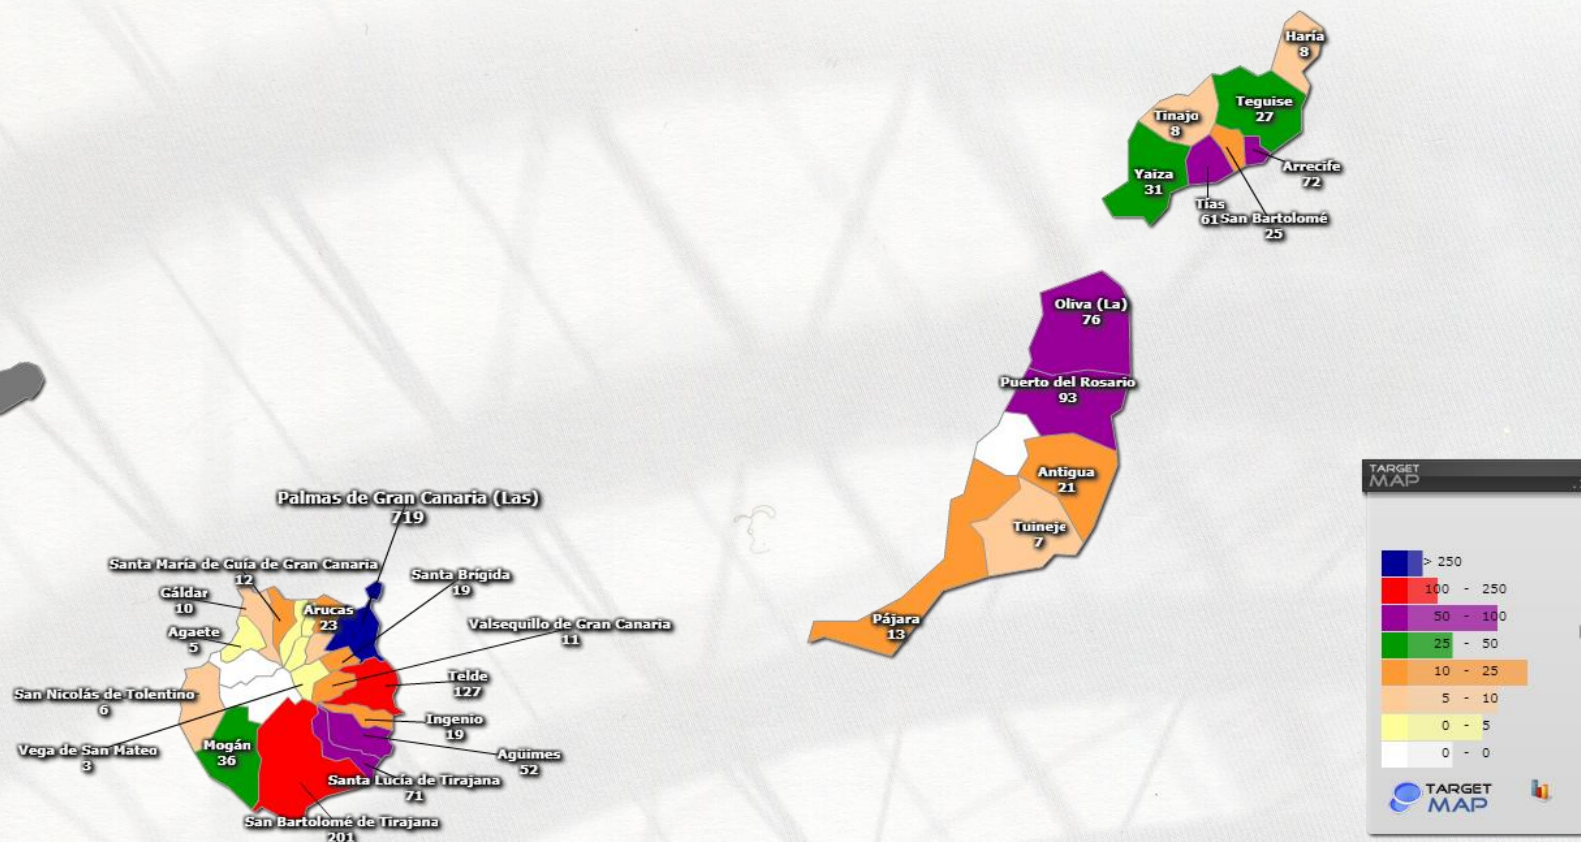 Haría
8
Teguise
27
Tinajo
8
Arrecife
72
Yaiza
31
Tías
61
San Bartolomé
25
Oliva (La)
76
Puerto del Rosario
93
Antigua
21
Tuineje
7
Pájara
13
Palmas de Gran Canaria (Las)
719
Santa María de Guía de Gran Canaria
12
Santa Brígida
19
Gáldar
10
Arucas
23
Valsequillo de Gran Canaria
11
Agaete
5
Telde
127
San Nicolás de Tolentino
6
Ingenio
19
Vega de San Mateo
3
Mogán
36
Agüimes
52
Santa Lucía de Tirajana
71
San Bartolomé de Tirajana
201
TARGET
MAP
> 250
100 - 250
50 - 100
25 - 50
10 - 25
5 - 10
0 - 5
0 - 0
TARGET
MAP